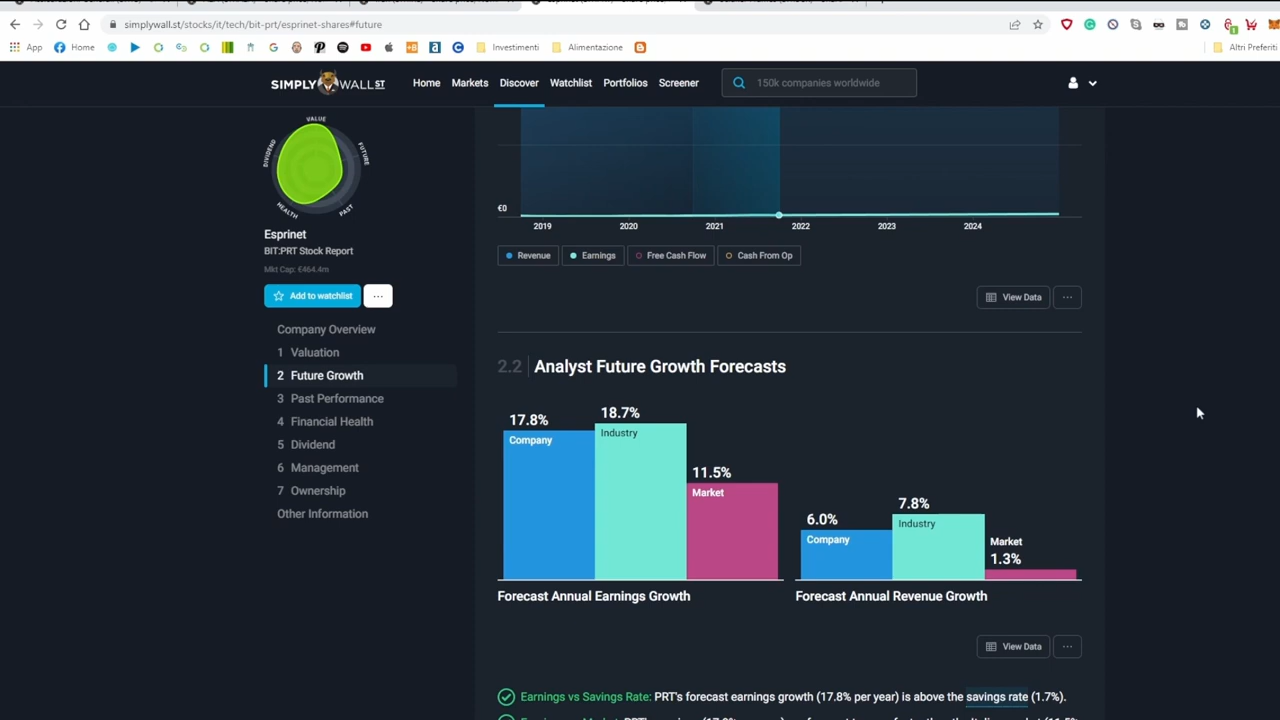 simplywall.st/stocks/it/tech/bit-prt/esprinet-shares#future
App Home Investimenti Alimentazione Altri Preferiti
SIMPLY WALL ST Home Markets Discover Watchlist Portfolios Screener 150k companies worldwide
VALUE
FUTURE
PAST
HEALTH
DIVIDEND
Esprinet
BIT:PRT Stock Report
Mkt Cap: €464.4m
Add to watchlist ...
Company Overview
1 Valuation
2 Future Growth
3 Past Performance
4 Financial Health
5 Dividend
6 Management
7 Ownership
Other Information
€0
2019 2020 2021 2022 2023 2024
Revenue Earnings Free Cash Flow Cash From Op
View Data ...
2.2 Analyst Future Growth Forecasts
17.8%
Company
18.7%
Industry
11.5%
Market
Forecast Annual Earnings Growth
6.0%
Company
7.8%
Industry
Market
1.3%
Forecast Annual Revenue Growth
View Data ...
Earnings vs Savings Rate: PRT's forecast earnings growth (17.8% per year) is above the savings rate (1.7%).